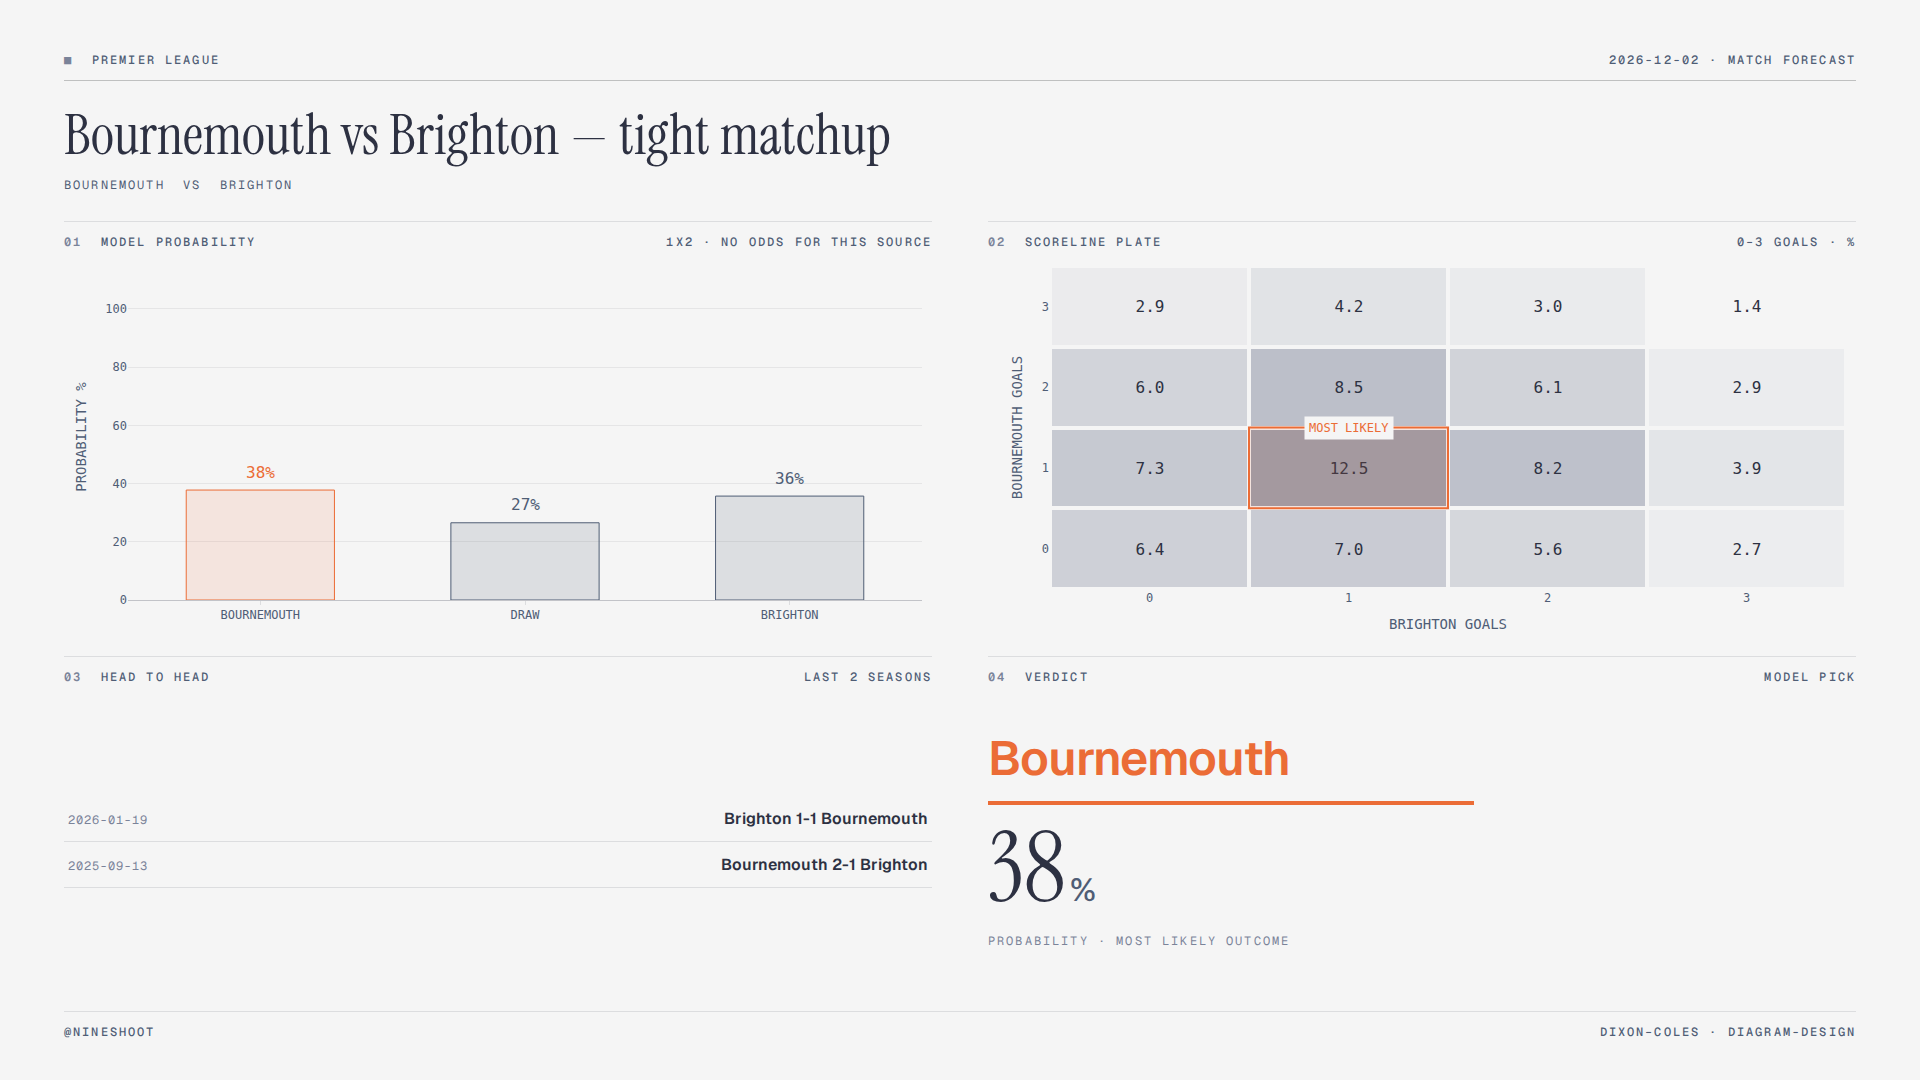 PREMIER LEAGUE
2026-12-02 · MATCH FORECAST
Bournemouth vs Brighton — tight matchup
BOURNEMOUTH VS BRIGHTON
01 MODEL PROBABILITY
1X2 · NO ODDS FOR THIS SOURCE
PROBABILITY %
100
80
60
40
20
0
38%
27%
36%
BOURNEMOUTH
DRAW
BRIGHTON
02 SCORELINE PLATE
0–3 GOALS · %
BOURNEMOUTH GOALS
3 2.9 4.2 3.0 1.4
2 6.0 8.5 6.1 2.9
MOST LIKELY
1 7.3 12.5 8.2 3.9
0 6.4 7.0 5.6 2.7
0 1 2 3
BRIGHTON GOALS
03 HEAD TO HEAD
LAST 2 SEASONS
2026-01-19 Brighton 1-1 Bournemouth
2025-09-13 Bournemouth 2-1 Brighton
04 VERDICT
MODEL PICK
Bournemouth
38%
PROBABILITY · MOST LIKELY OUTCOME
@NINESHOOT
DIXON-COLES · DIAGRAM-DESIGN